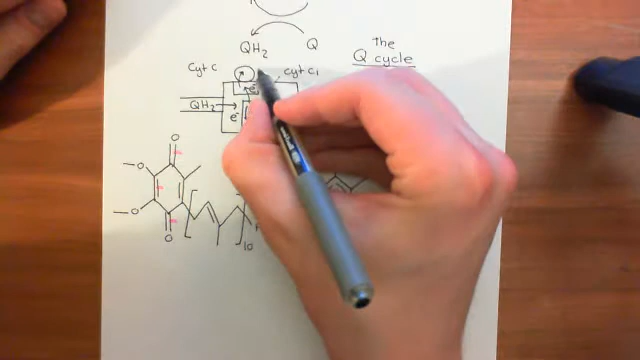 The
Q cycle
QH2 Q
Cyt C
Cyt C1
e
QH2
e-
O
O
O
O
10